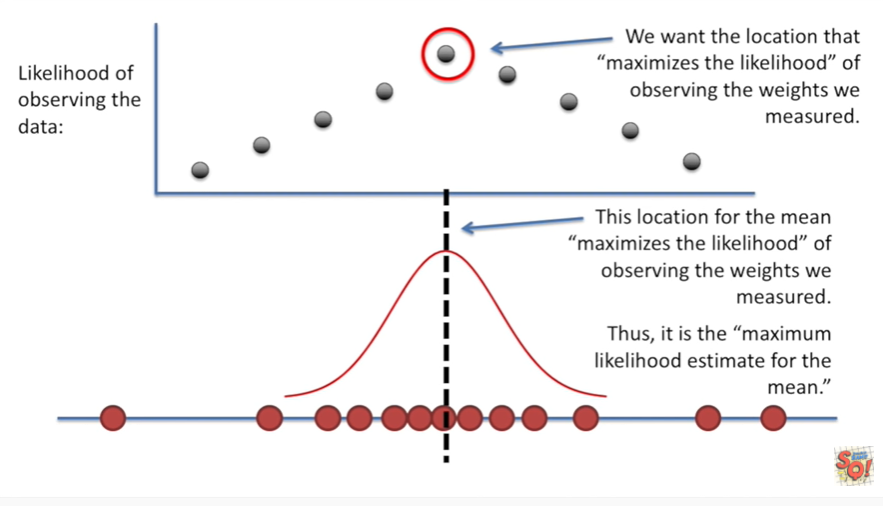 Likelihood of
observing the
data:
We want the location that
“maximizes the likelihood” of
observing the weights we
measured.
This location for the mean
“maximizes the likelihood” of
observing the weights we
measured.
Thus, it is the “maximum
likelihood estimate for the
mean.”
SQ!